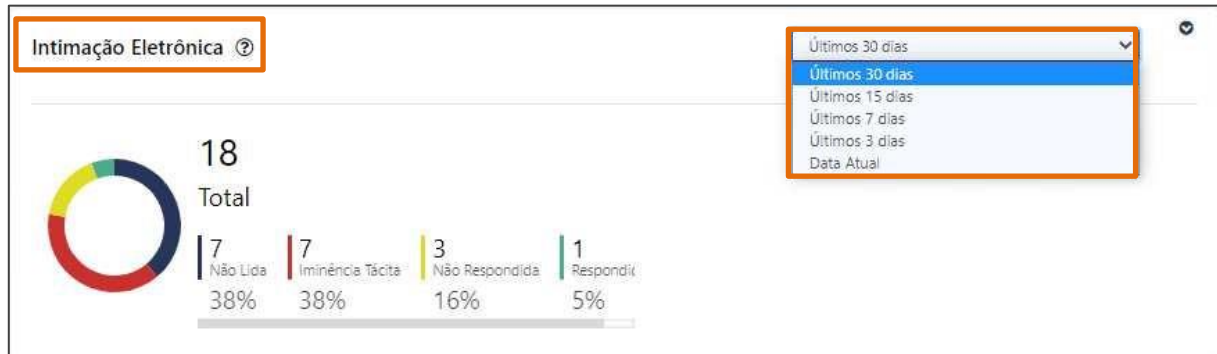 Intimação Eletrônica ?
Últimos 30 dias
Últimos 30 dias
Últimos 15 dias
Últimos 7 dias
Últimos 3 dias
Data Atual
18
Total
7 7 3 1
Não Lida Iminência Tácita Não Respondida Respondid
38% 38% 16% 5%